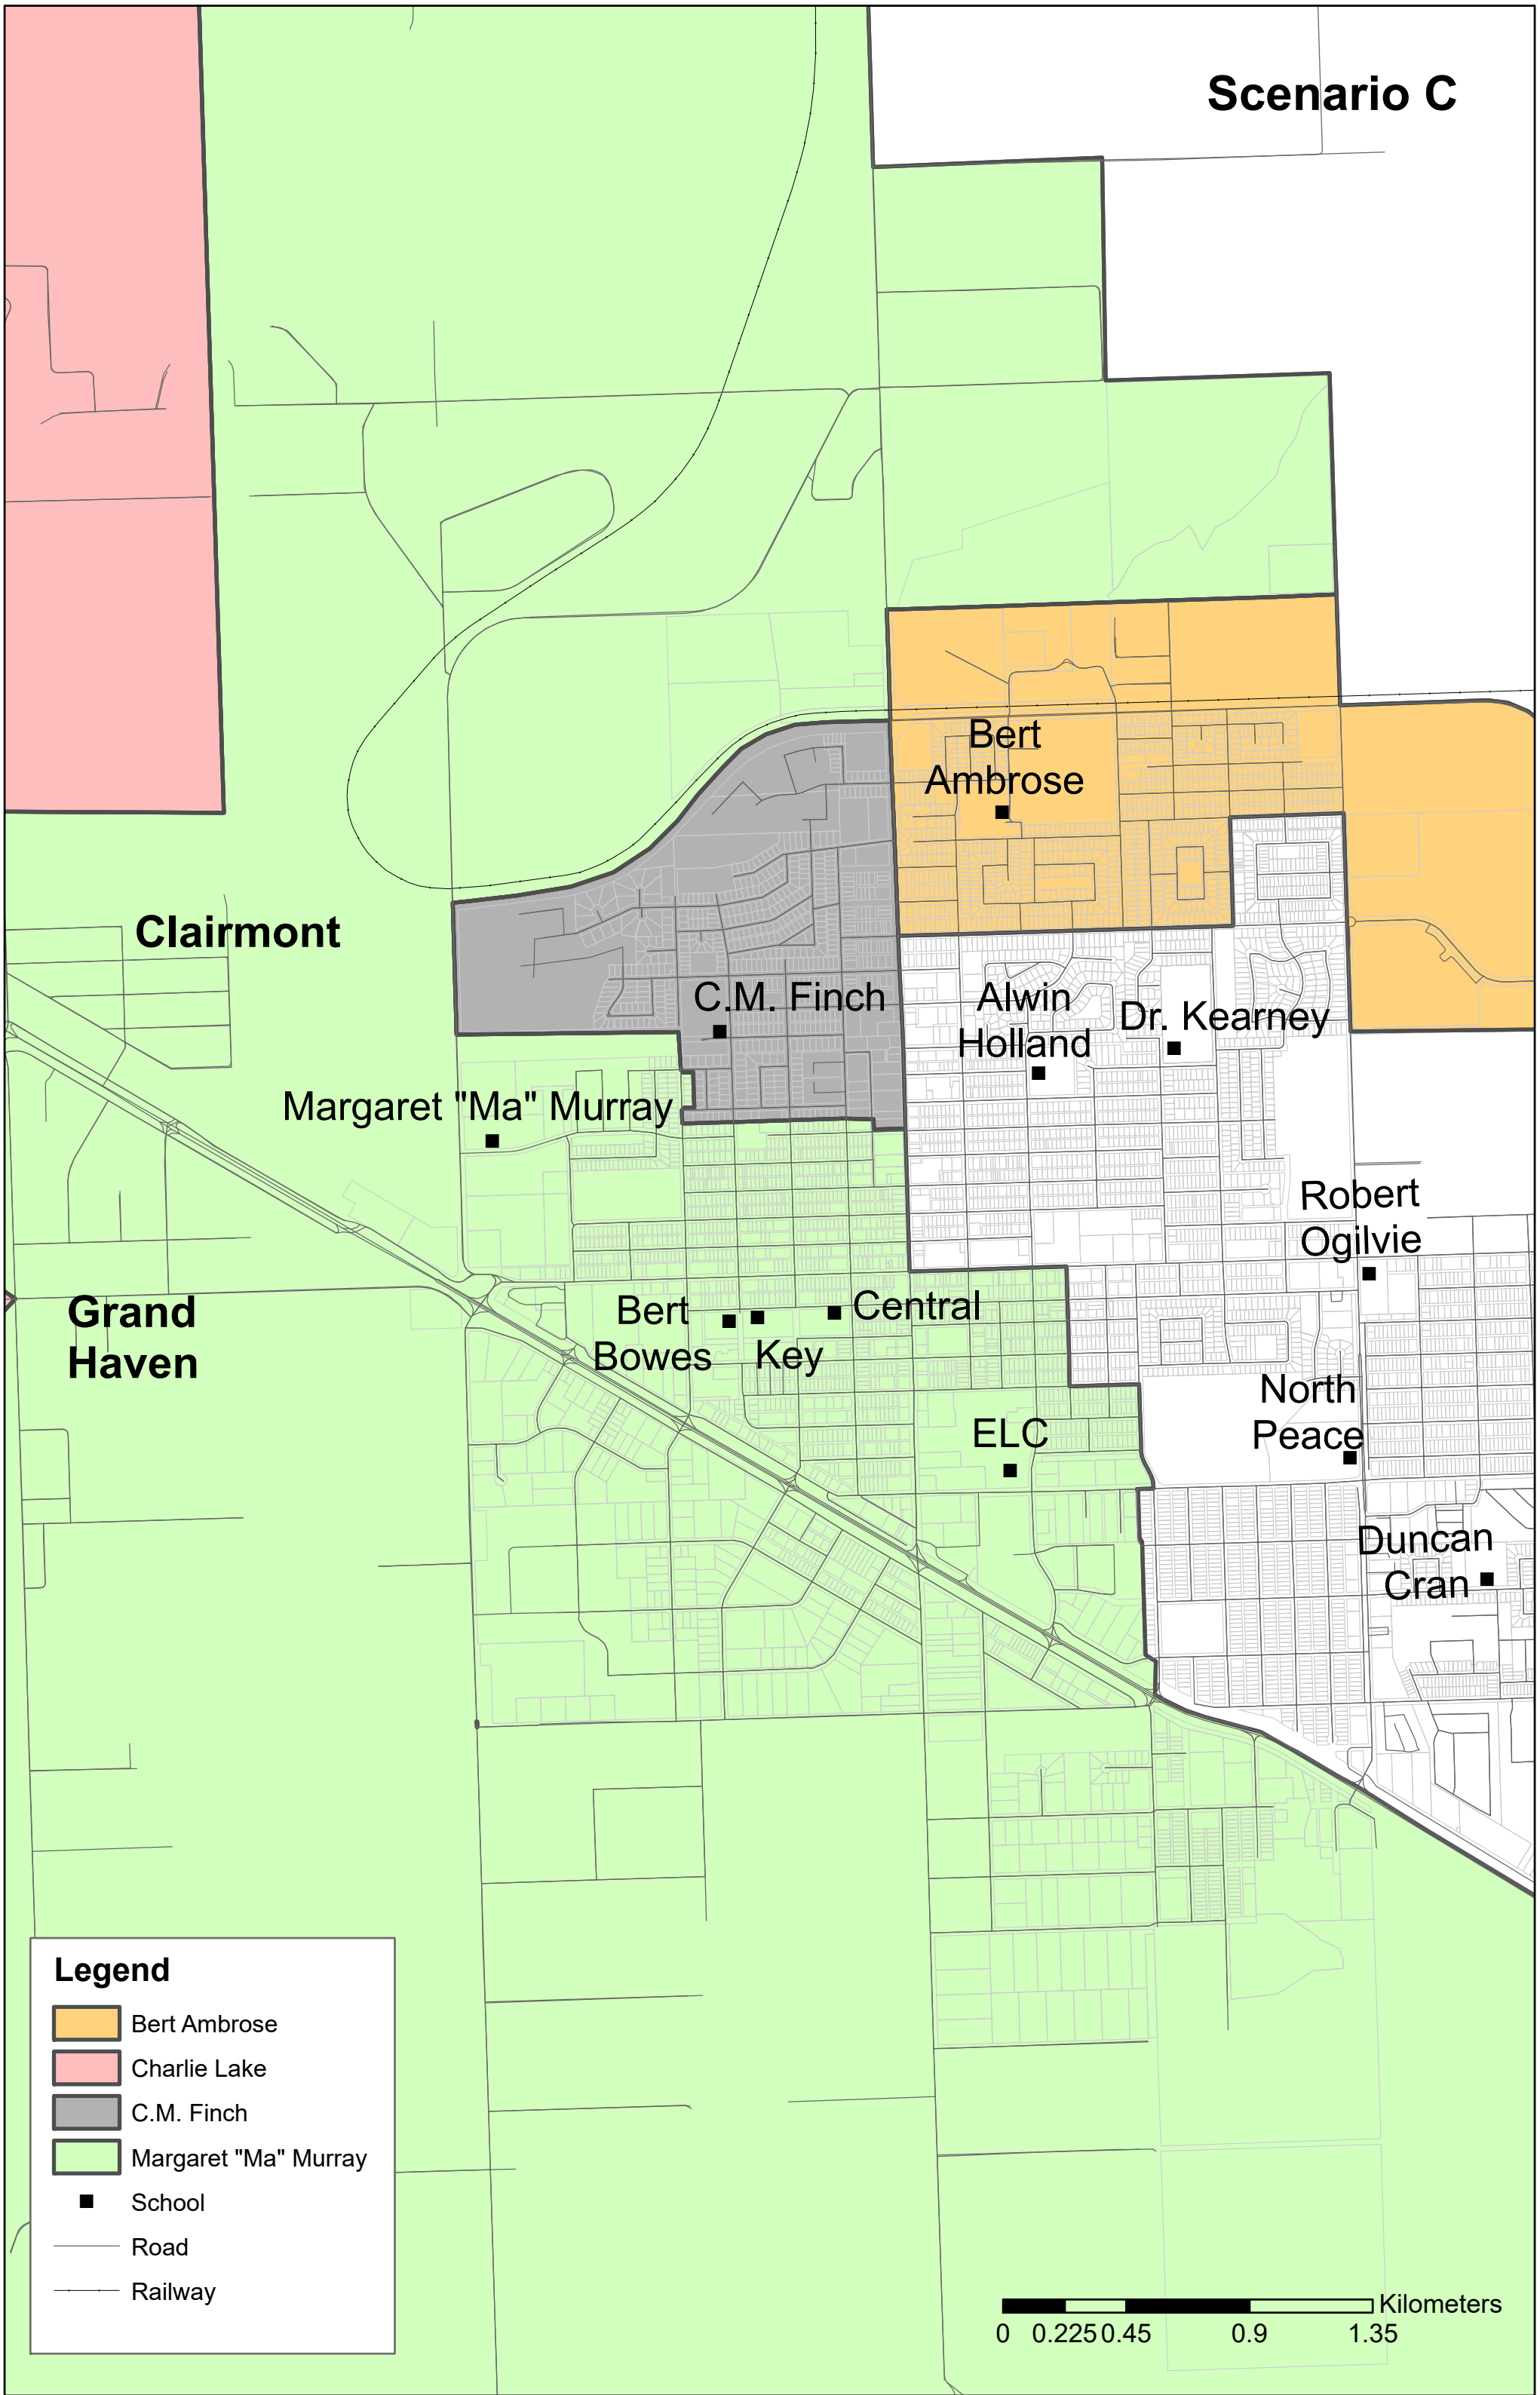 Scenario C
Bert
Ambrose
Clairmont
C.M. Finch
Alwin
Holland
Dr. Kearney
Margaret "Ma" Murray
Robert
Ogilvie
Grand
Haven
Bert
Bowes
Key
Central
North
Peace
ELC
Duncan
Cran
Legend
Bert Ambrose
Charlie Lake
C.M. Finch
Margaret "Ma" Murray
School
Road
Railway
Kilometers
0 0.225 0.45 0.9 1.35